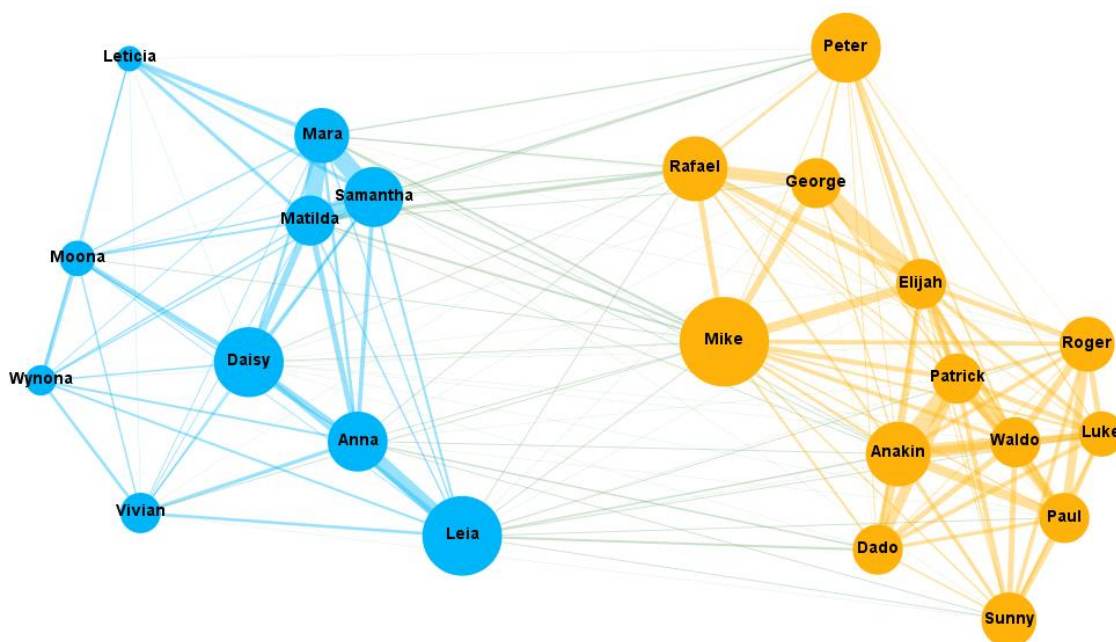 Peter
Leticia
Mara
Rafael
George
Samantha
Matilda
Moona
Elijah
Mike
Roger
Daisy
Wynona
Patrick
Luke
Anna
Waldo
Anakin
Vivian
Paul
Leia
Dado
Sunny